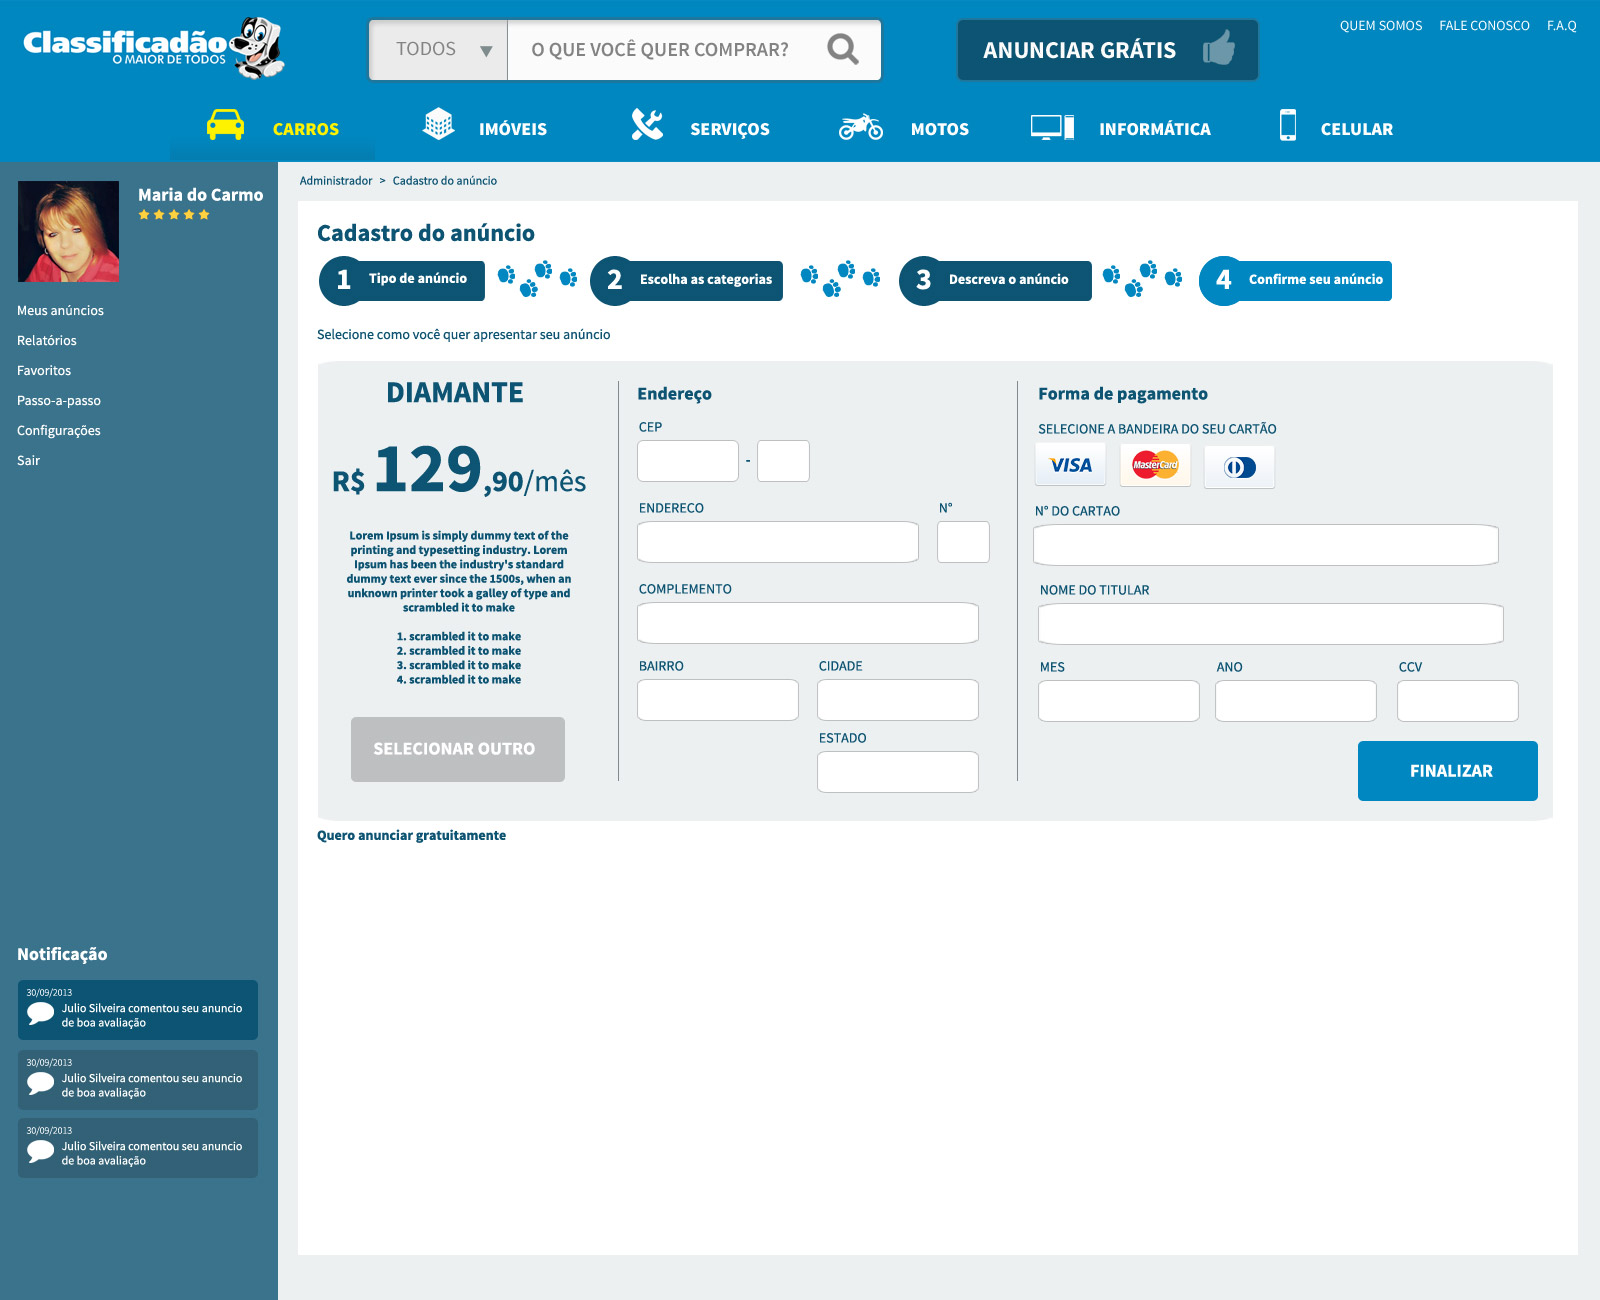 Classificadão
O MAIOR DE TODOS
TODOS
O QUE VOCÊ QUER COMPRAR?
ANUNCIAR GRÁTIS
QUEM SOMOS FALE CONOSCO F.A.Q
CARROS
IMÓVEIS
SERVIÇOS
MOTOS
INFORMÁTICA
CELULAR
Maria do Carmo
Meus anúncios
Relatórios
Favoritos
Passo-a-passo
Configurações
Sair
Notificação
30/09/2013
Julio Silveira comentou seu anuncio
de boa avaliação
30/09/2013
Julio Silveira comentou seu anuncio
de boa avaliação
30/09/2013
Julio Silveira comentou seu anuncio
de boa avaliação
Administrador > Cadastro do anúncio
Cadastro do anúncio
1 Tipo de anúncio
2 Escolha as categorias
3 Descreva o anúncio
4 Confirme seu anúncio
Selecione como você quer apresentar seu anúncio
DIAMANTE
R$ 129,90/mês
Lorem Ipsum is simply dummy text of the
printing and typesetting industry. Lorem
Ipsum has been the industry's standard
dummy text ever since the 1500s, when an
unknown printer took a galley of type and
scrambled it to make
1. scrambled it to make
2. scrambled it to make
3. scrambled it to make
4. scrambled it to make
SELECIONAR OUTRO
Endereço
CEP
-
ENDERECO
N°
COMPLEMENTO
BAIRRO
CIDADE
ESTADO
Forma de pagamento
SELECIONE A BANDEIRA DO SEU CARTÃO
VISA
MasterCard
N° DO CARTAO
NOME DO TITULAR
MES
ANO
CCV
FINALIZAR
Quero anunciar gratuitamente